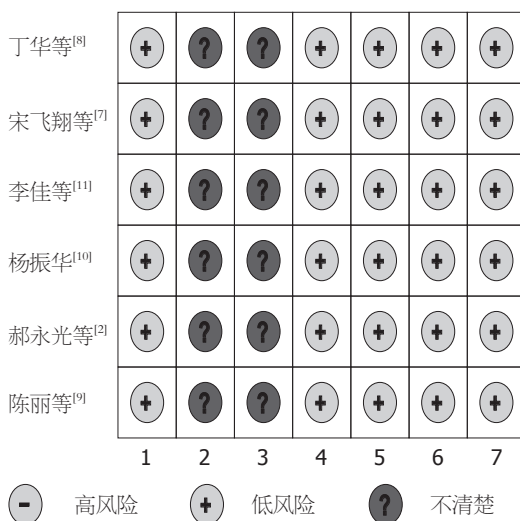 丁华等[8] + ? ? + + + +
宋飞翔等[7] + ? ? + + + +
李佳等[11] + ? ? + + + +
杨振华[10] + ? ? + + + +
郝永光等[2] + ? ? + + + +
陈丽等[9] + ? ? + + + +
1 2 3 4 5 6 7
- 高风险 + 低风险 ? 不清楚